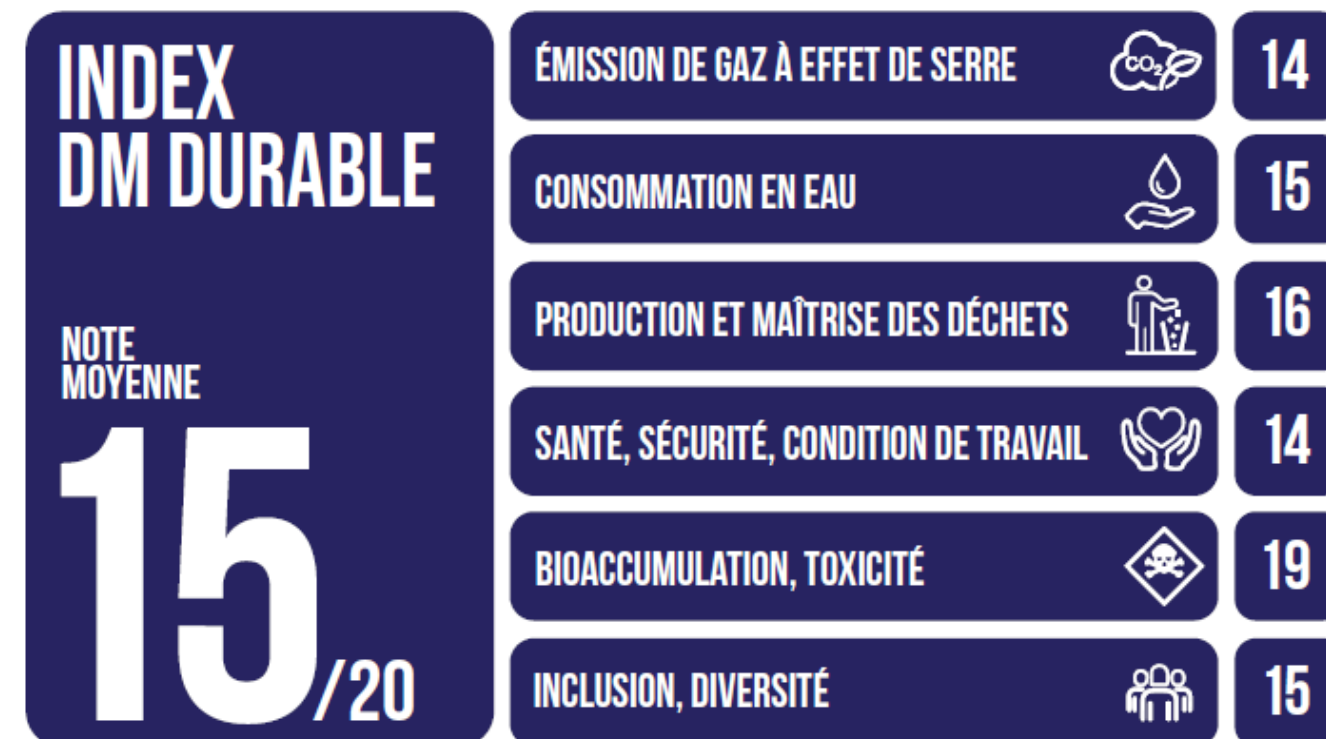 INDEX
DM DURABLE
NOTE
MOYENNE
15/20
ÉMISSION DE GAZ À EFFET DE SERRE CO₂ 14
CONSOMMATION EN EAU 15
PRODUCTION ET MAÎTRISE DES DÉCHETS 16
SANTÉ, SÉCURITÉ, CONDITION DE TRAVAIL 14
BIOACCUMULATION, TOXICITÉ 19
INCLUSION, DIVERSITÉ 15